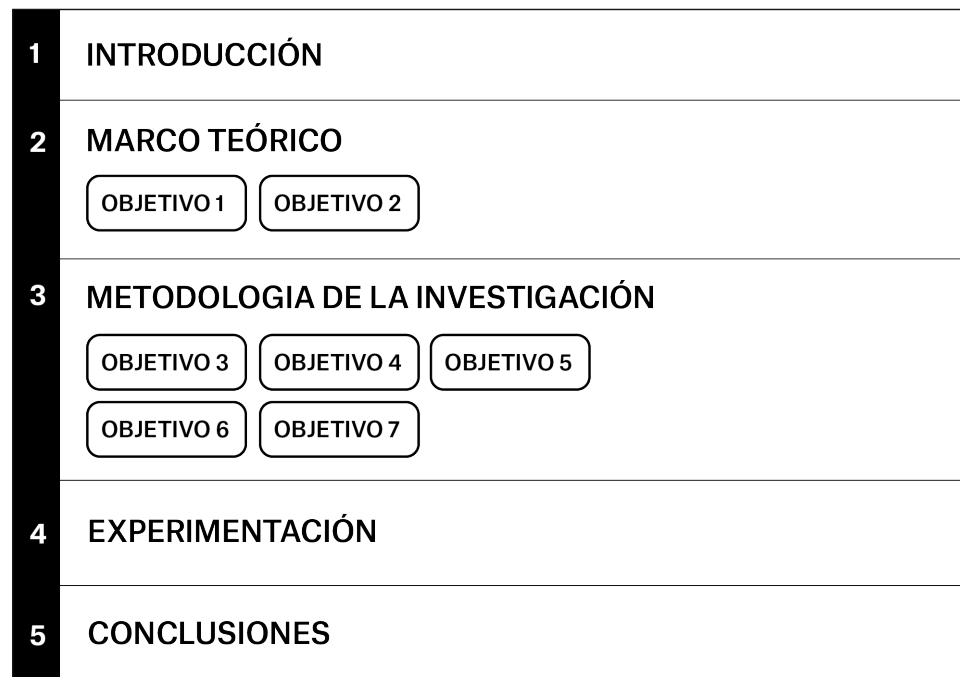 1 INTRODUCCIÓN
2 MARCO TEÓRICO
OBJETIVO 1 OBJETIVO 2
3 METODOLOGIA DE LA INVESTIGACIÓN
OBJETIVO 3 OBJETIVO 4 OBJETIVO 5
OBJETIVO 6 OBJETIVO 7
4 EXPERIMENTACIÓN
5 CONCLUSIONES